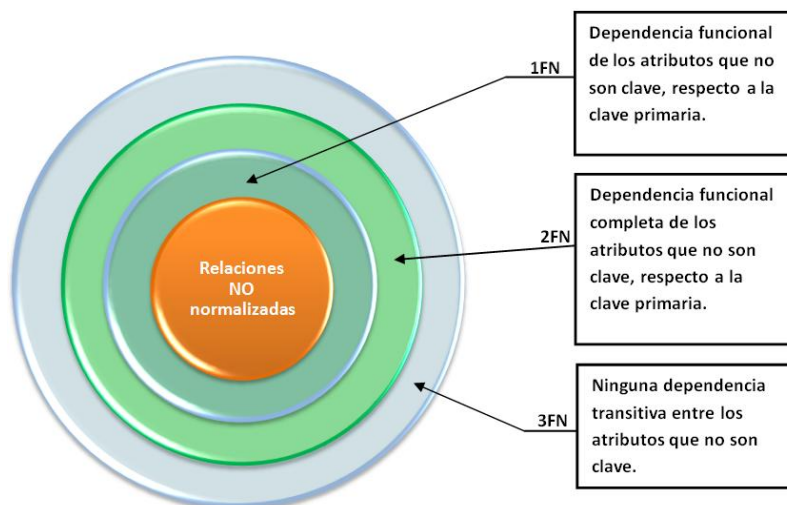 Relaciones
NO
normalizadas
1FN
Dependencia funcional
de los atributos que no
son clave, respecto a la
clave primaria.
2FN
Dependencia funcional
completa de los
atributos que no son
clave, respecto a la
clave primaria.
3FN
Ninguna dependencia
transitiva entre los
atributos que no son
clave.